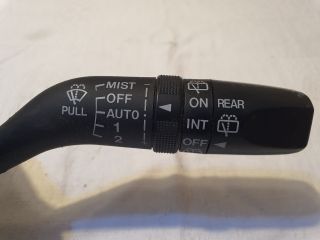 MIST
OFF
AUTO
1
2
PULL
ON REAR
INT
OFF